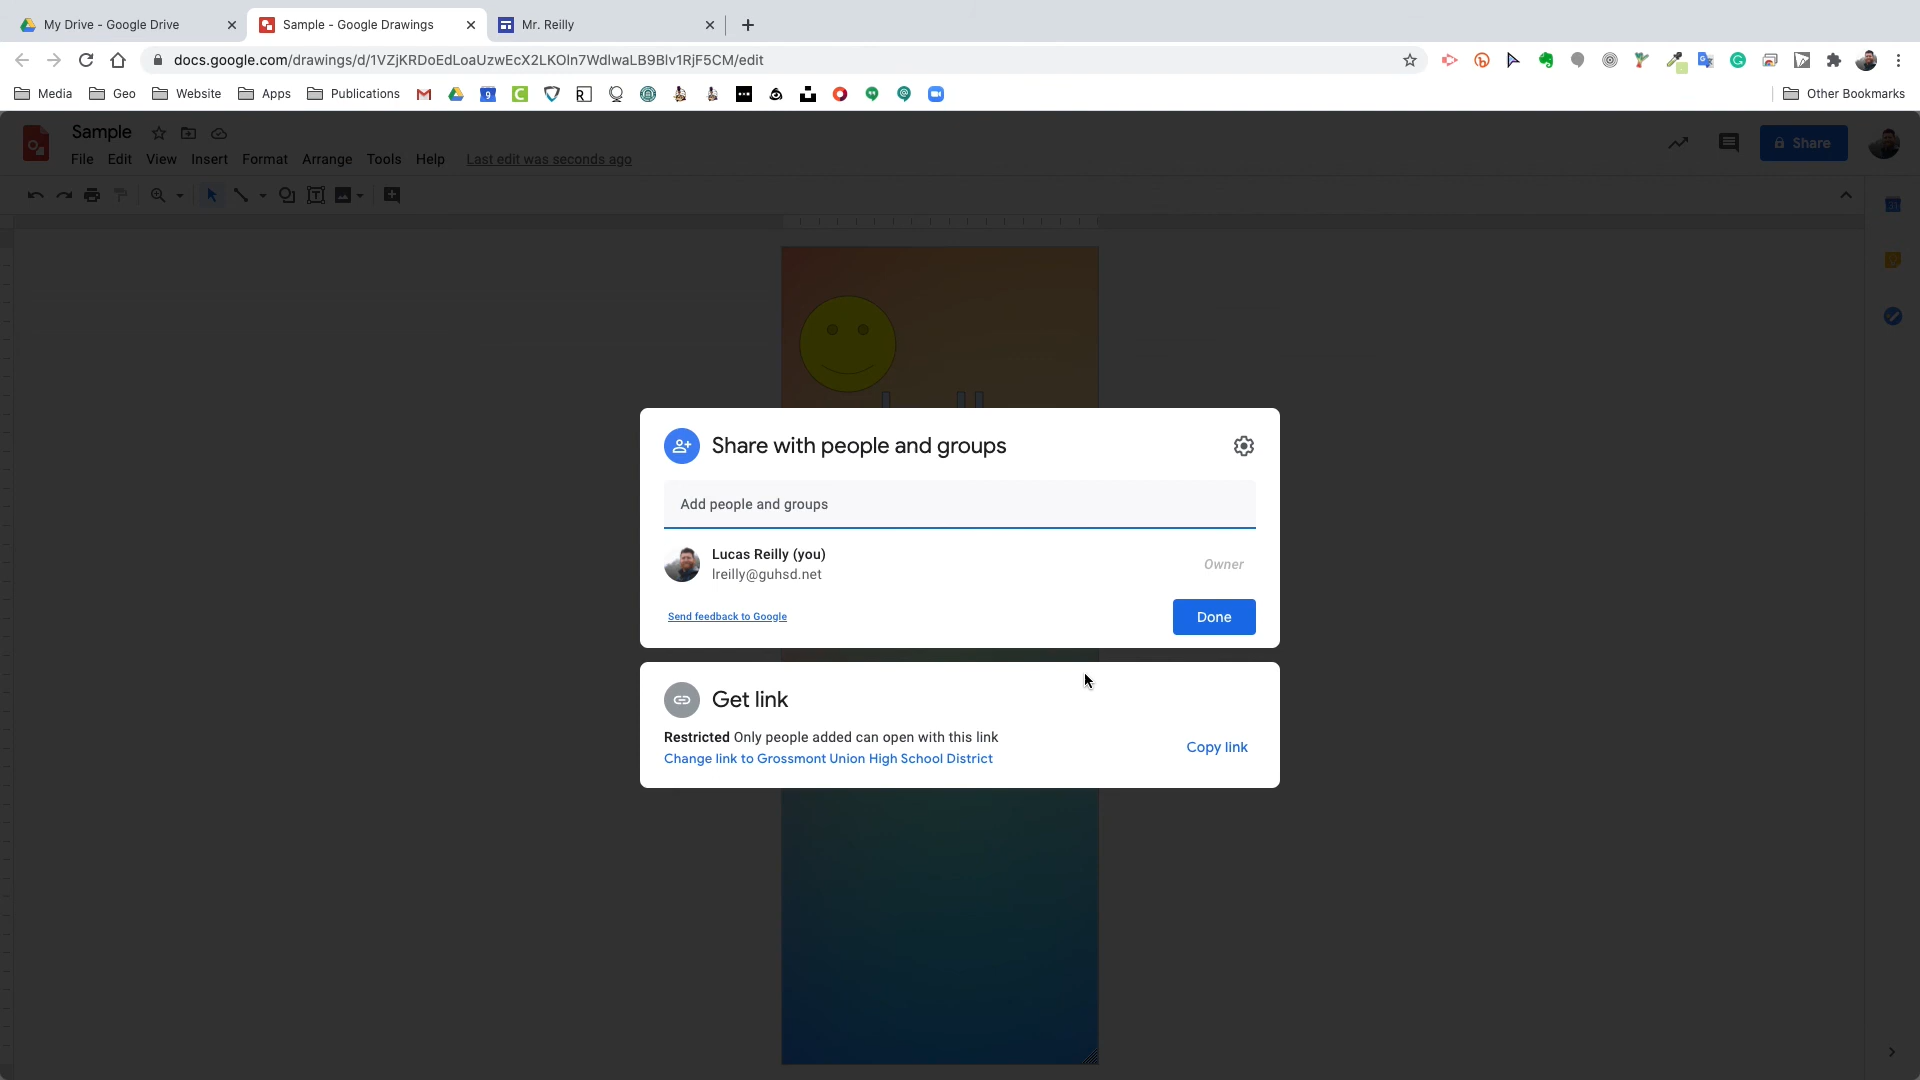 My Drive - Google Drive
Sample - Google Drawings
Mr. Reilly
docs.google.com/drawings/d/1VZjKRDoEdLoaUzwEcX2LKOln7WdlwaLB9Blv1RjF5CM/edit
Media Geo Website Apps Publications Other Bookmarks
Sample
Share
File Edit View Insert Format Arrange Tools Help Last edit was seconds ago
Share with people and groups
Add people and groups
Lucas Reilly (you)
lreilly@guhsd.net
Owner
Send feedback to Google
Done
Get link
Restricted Only people added can open with this link
Change link to Grossmont Union High School District
Copy link